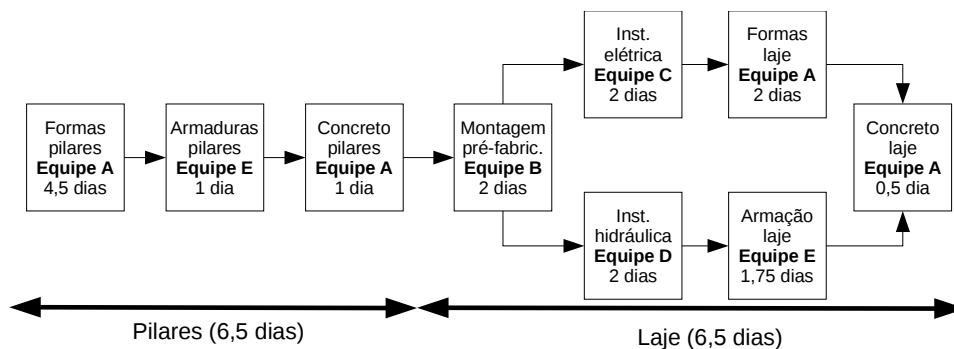 Formas
pilares
Equipe A
4,5 dias
Armaduras
pilares
Equipe E
1 dia
Concreto
pilares
Equipe A
1 dia
Montagem
pré-fabric.
Equipe B
2 dias
Inst.
elétrica
Equipe C
2 dias
Formas
laje
Equipe A
2 dias
Inst.
hidráulica
Equipe D
2 dias
Armação
laje
Equipe E
1,75 dias
Concreto
laje
Equipe A
0,5 dia
Pilares (6,5 dias)
Laje (6,5 dias)